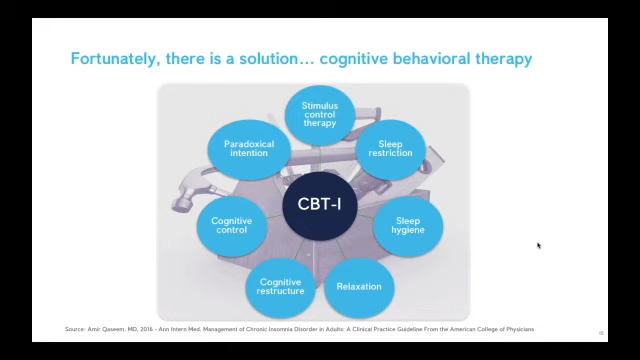 Fortunately, there is a solution... cognitive behavioral therapy
Stimulus
control
therapy
Paradoxical
intention
Sleep
restriction
CBT-I
Cognitive
control
Sleep
hygiene
Cognitive
restructure
Relaxation
Source: Amir Qaseem, MD, 2016 - Ann Intern Med. Management of Chronic Insomnia Disorder in Adults: A Clinical Practice Guideline From the American College of Physicians